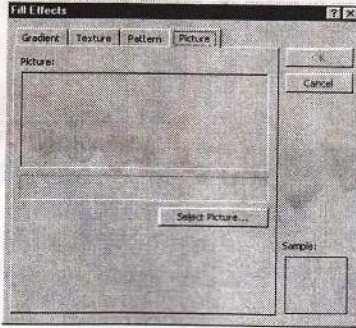 Fill Effects
Gradient Texture Pattern Picture
Picture:
Cancel
Select Picture...
Sample: